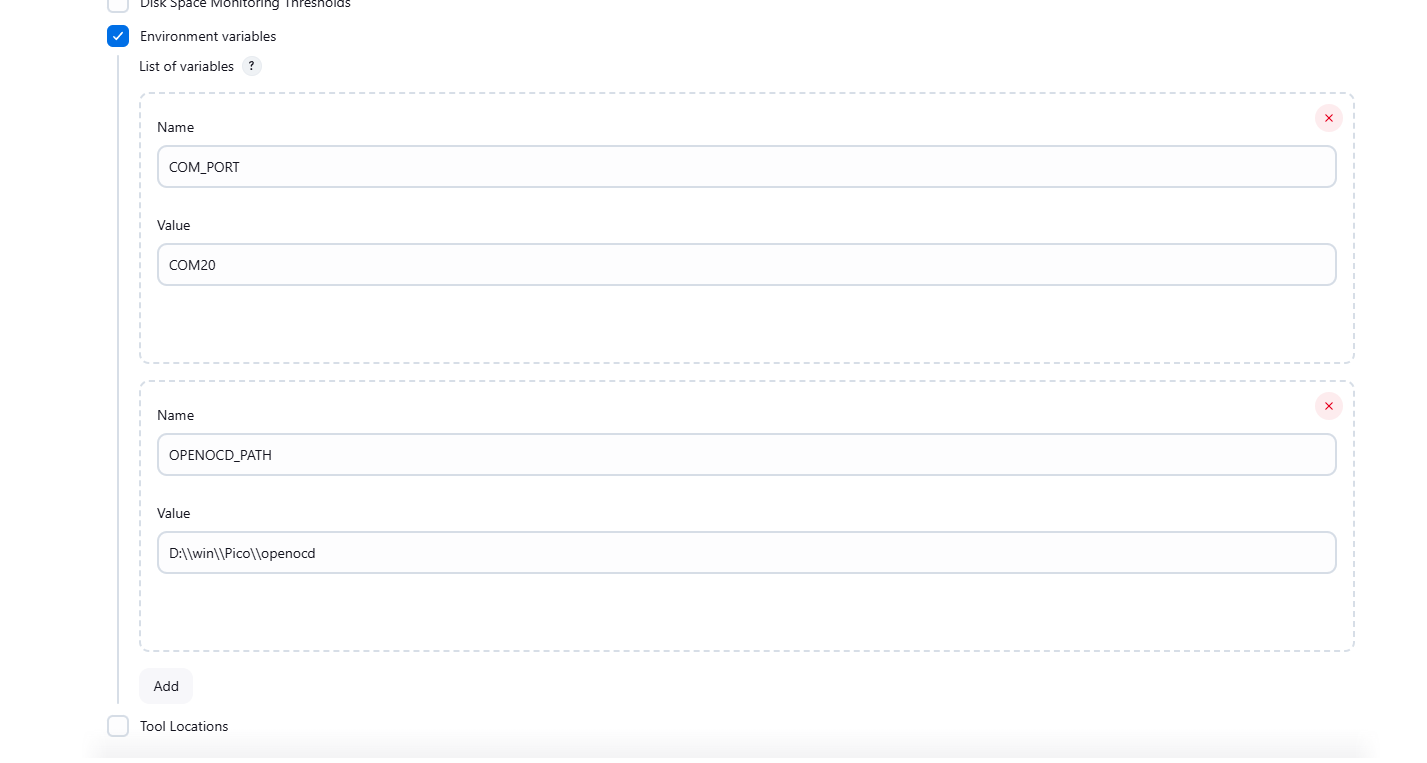 Disk Space Monitoring Thresholds
Environment variables
List of variables ?
Name
COM_PORT
Value
COM20
Name
OPENOCD_PATH
Value
D:\\win\\Pico\\openocd
Add
Tool Locations